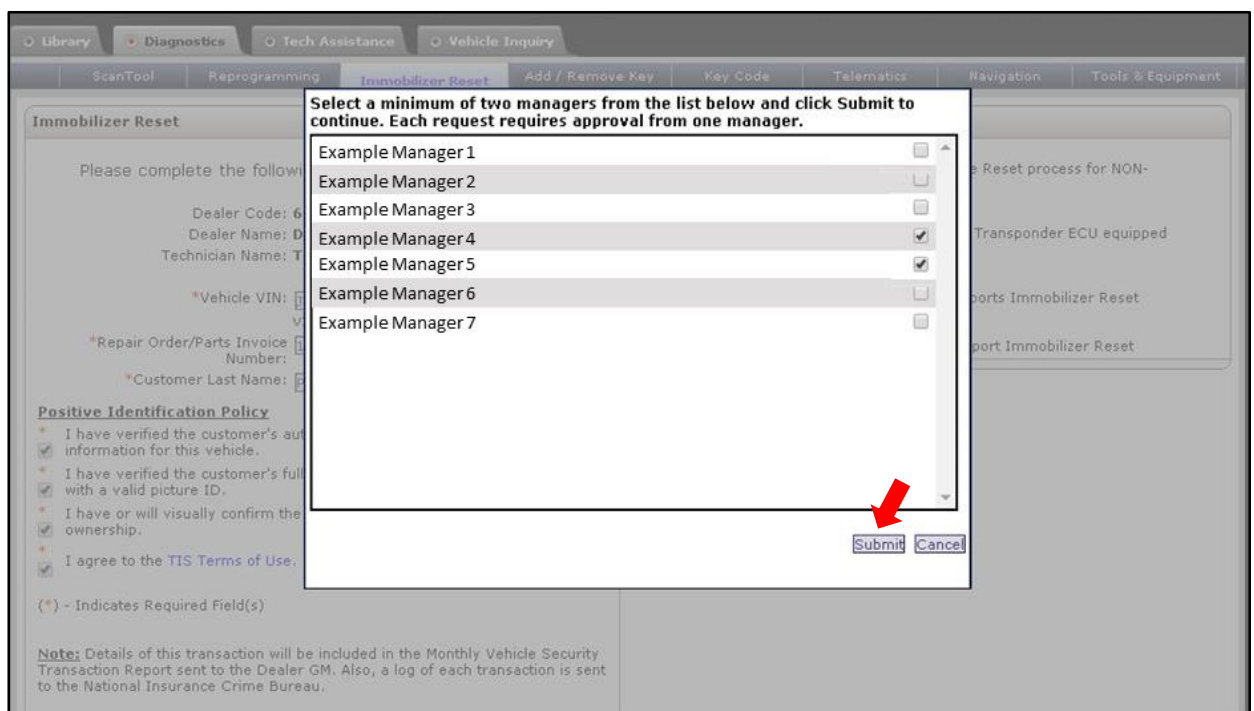 Library Diagnostics Tech Assistance Vehicle Inquiry
ScanTool Reprogramming Immobilizer Reset Add / Remove Key Key Code Telematics Navigation Tools & Equipment
Immobilizer Reset
Please complete the followi
Dealer Code: 6
Dealer Name: D
Technician Name: T
*Vehicle VIN:
*Repair Order/Parts Invoice
Number:
*Customer Last Name:
Positive Identification Policy
* I have verified the customer's aut
information for this vehicle.
* I have verified the customer's full
with a valid picture ID.
* I have or will visually confirm the
ownership.
*
I agree to the TIS Terms of Use.
(*) - Indicates Required Field(s)
Note: Details of this transaction will be included in the Monthly Vehicle Security
Transaction Report sent to the Dealer GM. Also, a log of each transaction is sent
to the National Insurance Crime Bureau.
Select a minimum of two managers from the list below and click Submit to
continue. Each request requires approval from one manager.
Example Manager 1
Example Manager 2
Example Manager 3
Example Manager 4
Example Manager 5
Example Manager 6
Example Manager 7
Submit Cancel
e Reset process for NON-
Transponder ECU equipped
ports Immobilizer Reset
port Immobilizer Reset